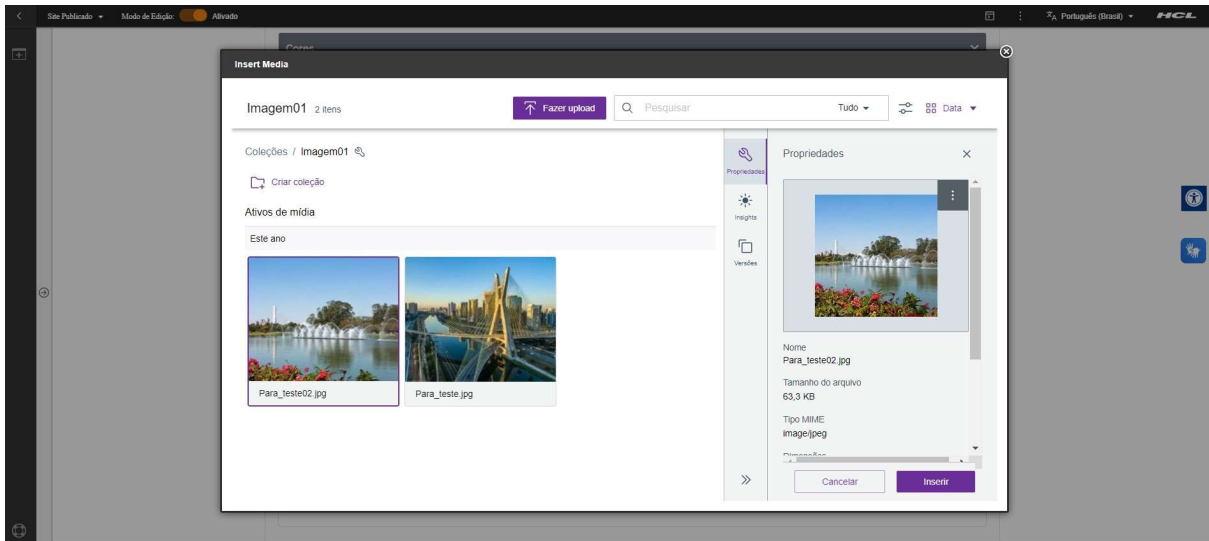 Site Publicado
Modo de Edição:
Ativado
Português (Brasil)
HCL
Cores
Insert Media
Imagem01 2 itens
Fazer upload
Pesquisar
Tudo
Data
Coleções / Imagem01
Criar coleção
Ativos de mídia
Este ano
Para_teste02.jpg
Para_teste.jpg
Propriedades
Insights
Versões
Propriedades
Nome
Para_teste02.jpg
Tamanho do arquivo
63,3 KB
Tipo MIME
image/jpeg
Dimensões
Cancelar
Inserir